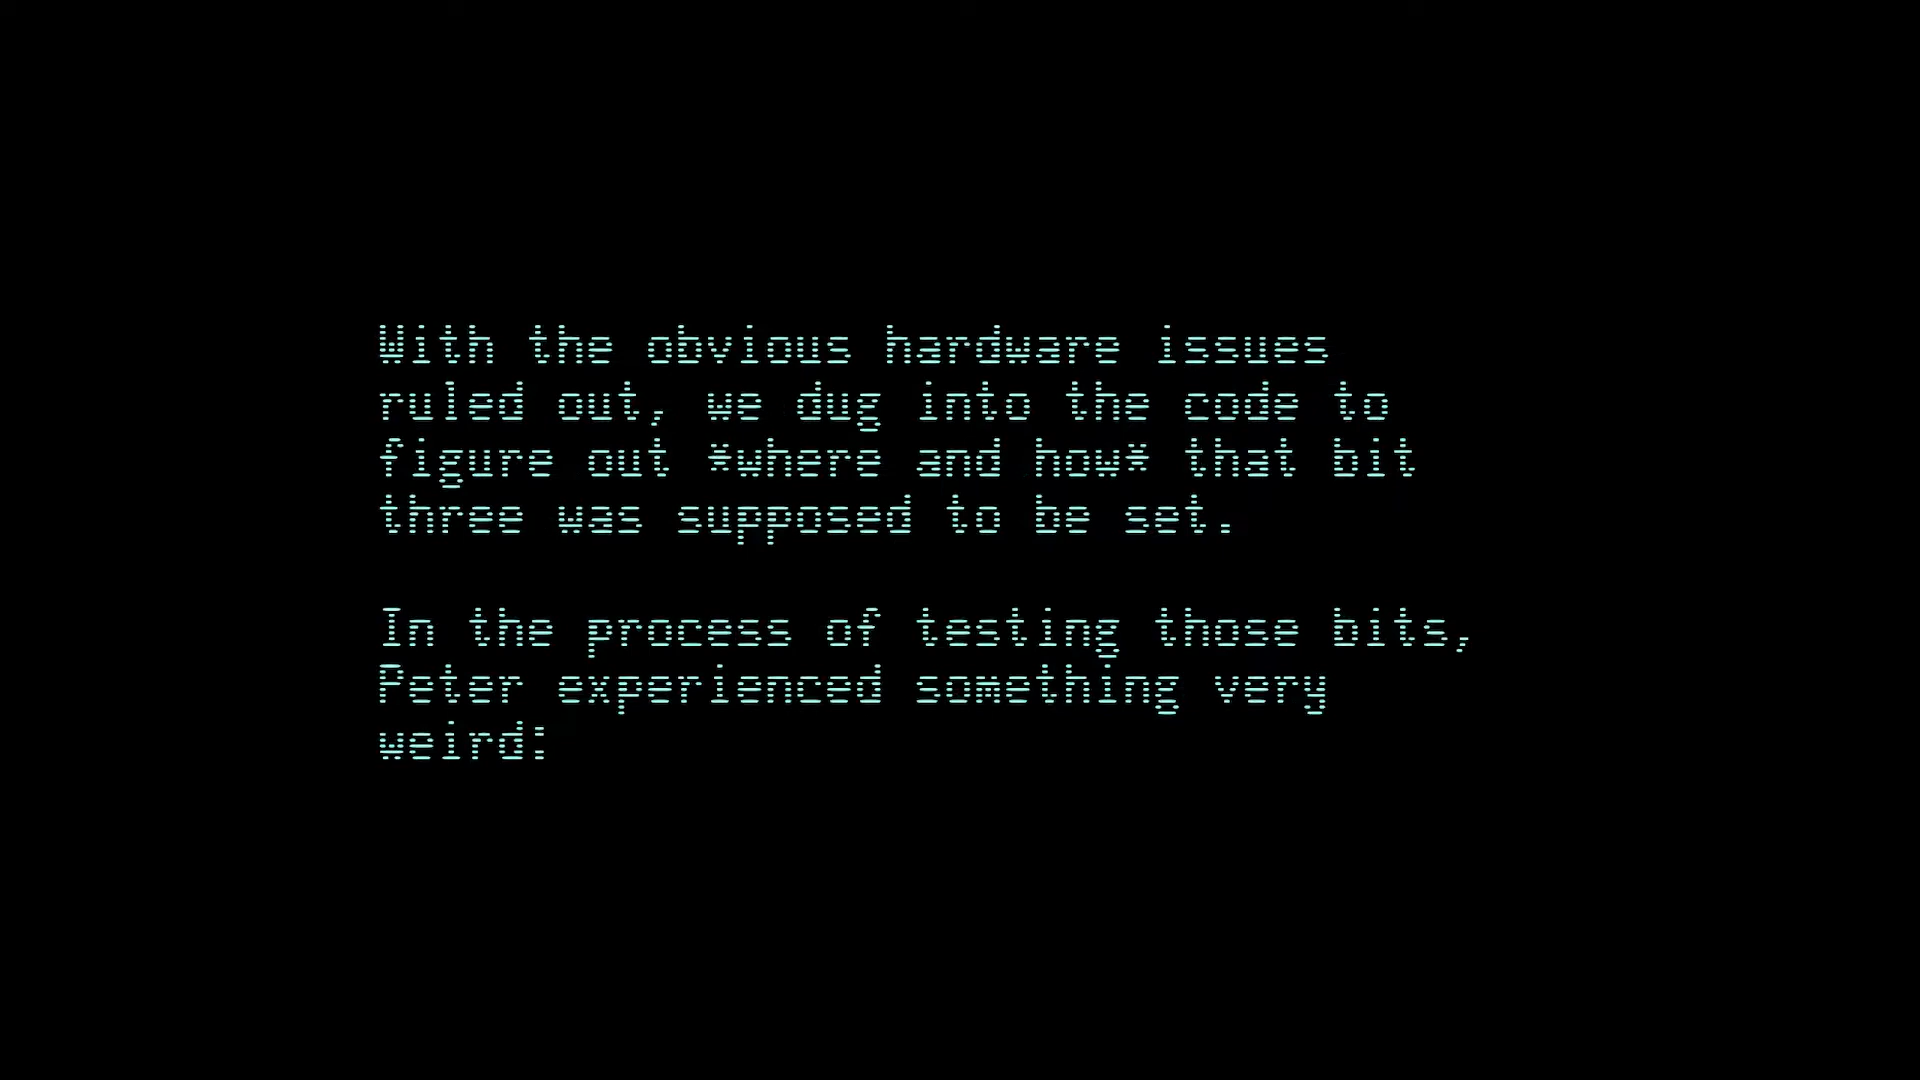 With the obvious hardware issues
ruled out, we dug into the code to
figure out *where and how* that bit
three was supposed to be set.
In the process of testing those bits,
Peter experienced something very
weird: